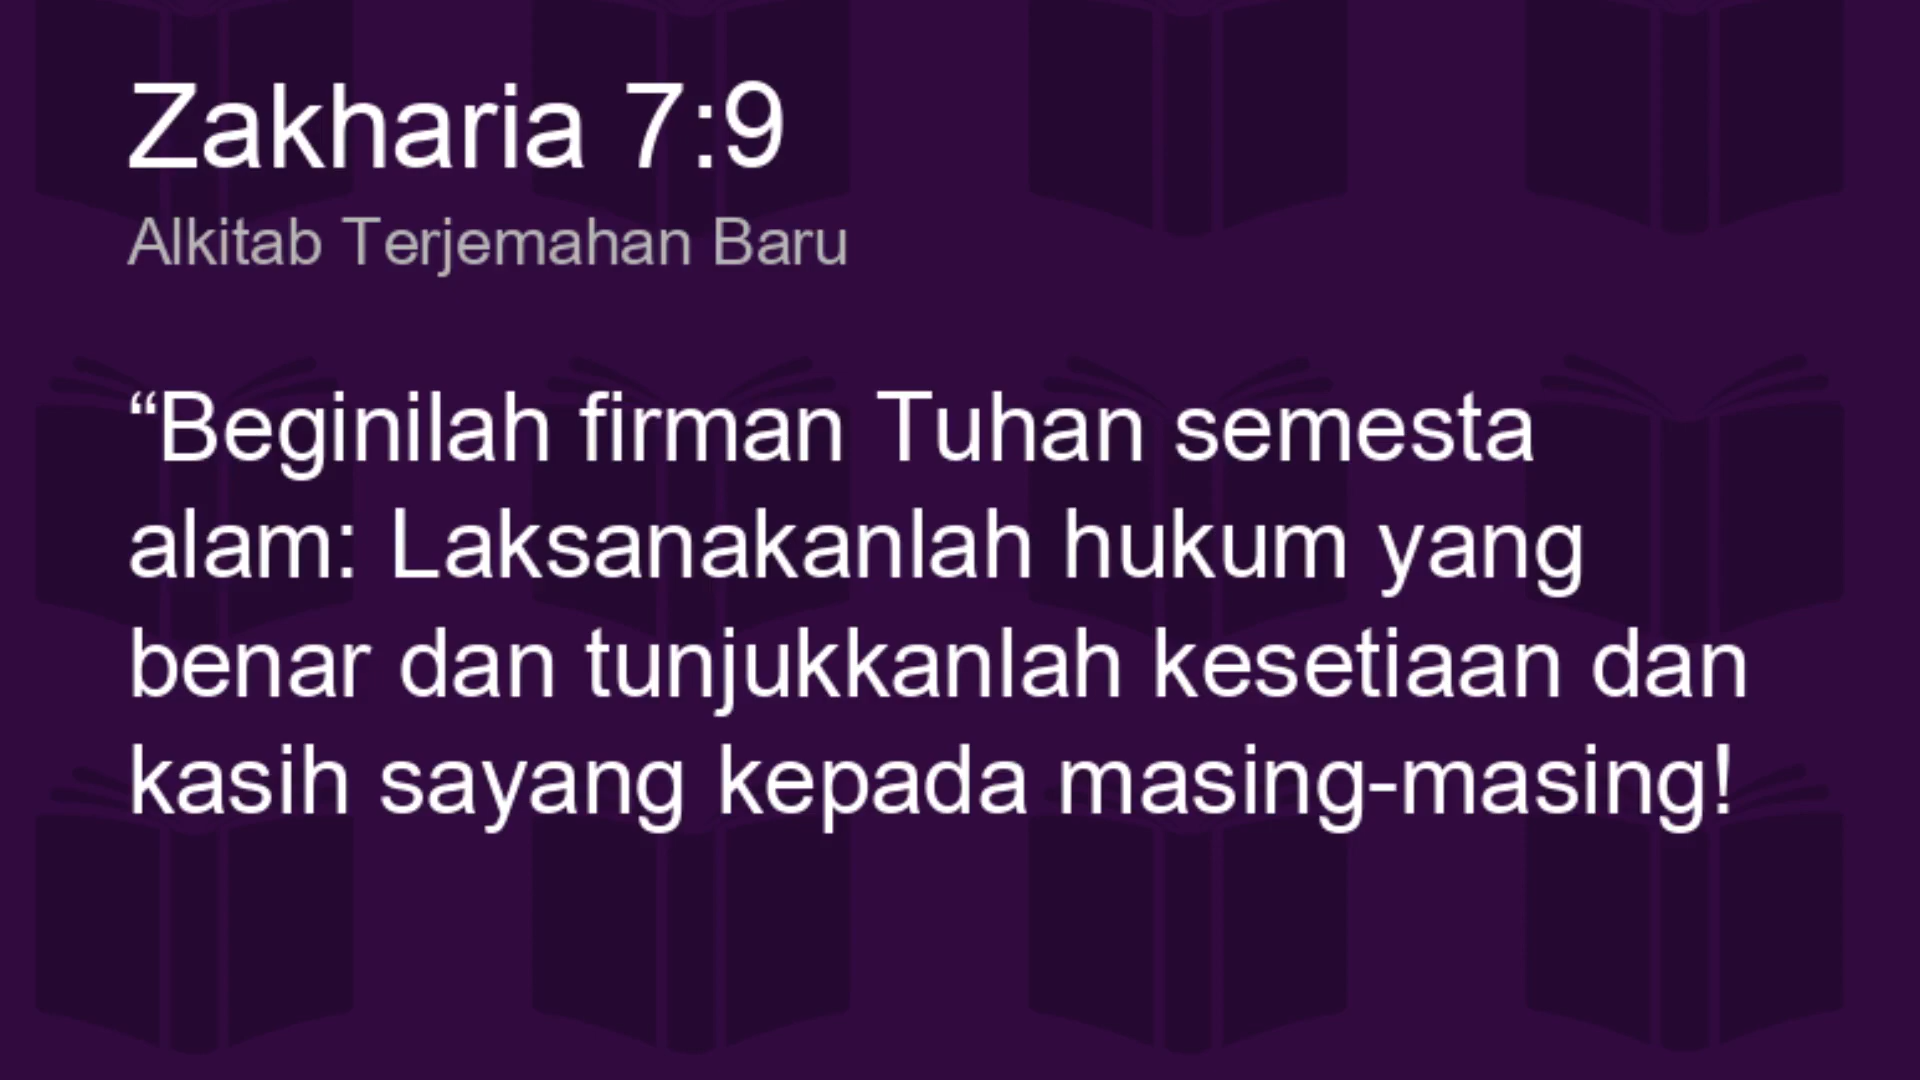 Zakharia 7:9
Alkitab Terjemahan Baru
“Beginilah firman Tuhan semesta
alam: Laksanakanlah hukum yang
benar dan tunjukkanlah kesetiaan dan
kasih sayang kepada masing-masing!